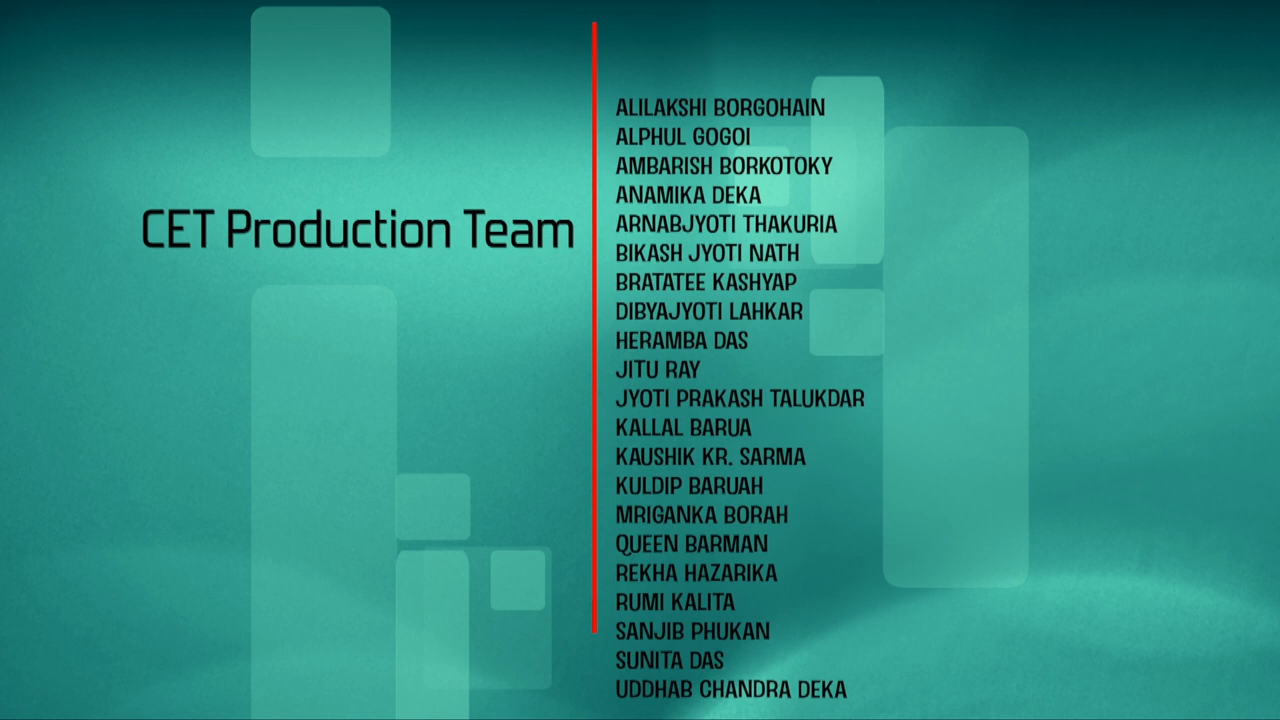 CET Production Team
ALILAKSHI BORGOHAIN
ALPHUL GOGOI
AMBARISH BORKOTOKY
ANAMIKA DEKA
ARNABJYOTI THAKURIA
BIKASH JYOTI NATH
BRATATEE KASHYAP
DIBYAJYOTI LAHKAR
HERAMBA DAS
JITU RAY
JYOTI PRAKASH TALUKDAR
KALLAL BARUA
KAUSHIK KR. SARMA
KULDIP BARUAH
MRIGANKA BORAH
QUEEN BARMAN
REKHA HAZARIKA
RUMI KALITA
SANJIB PHUKAN
SUNITA DAS
UDDHAB CHANDRA DEKA